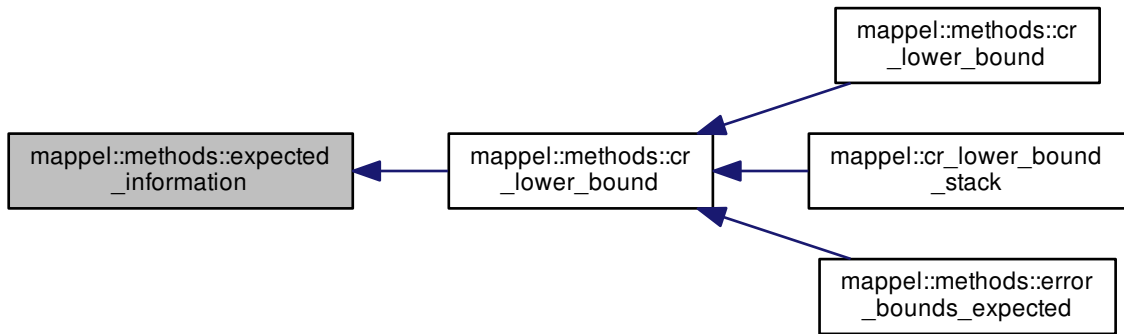 mappel::methods::expected
_information
mappel::methods::cr
_lower_bound
mappel::methods::cr
_lower_bound
mappel::cr_lower_bound
_stack
mappel::methods::error
_bounds_expected